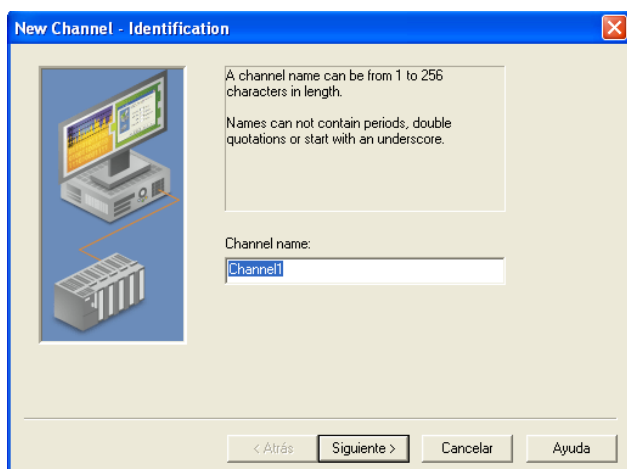 New Channel - Identification
A channel name can be from 1 to 256
characters in length.
Names can not contain periods, double
quotations or start with an underscore.
Channel name:
Channel1
< Atrás
Siguiente >
Cancelar
Ayuda